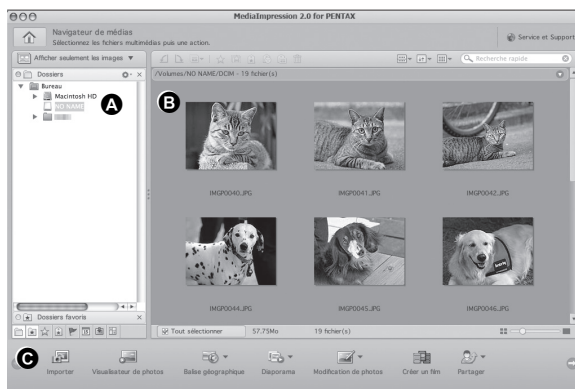 MediaImpression 2.0 for PENTAX
Navigateur de médias
Sélectionnez les fichiers multimédias puis une action.
Service et Support
Afficher seulement les images
Recherche rapide
Dossiers
/Volumes/NO NAME/DCIM - 19 fichier(s)
Bureau
Macintosh HD
NO NAME
A
B
IMGP0040.JPG
IMGP0041.JPG
IMGP0042.JPG
IMGP0044.JPG
IMGP0045.JPG
IMGP0046.JPG
Dossiers favoris
Tout sélectionner
57.75Mo
19 fichier(s)
C
Importer
Visualisateur de photos
Balise géographique
Diaporama
Modification de photos
Créer un film
Partager